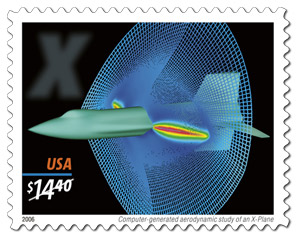 X
USA
$14.40
2006
Computer-generated aerodynamic study of an X-Plane